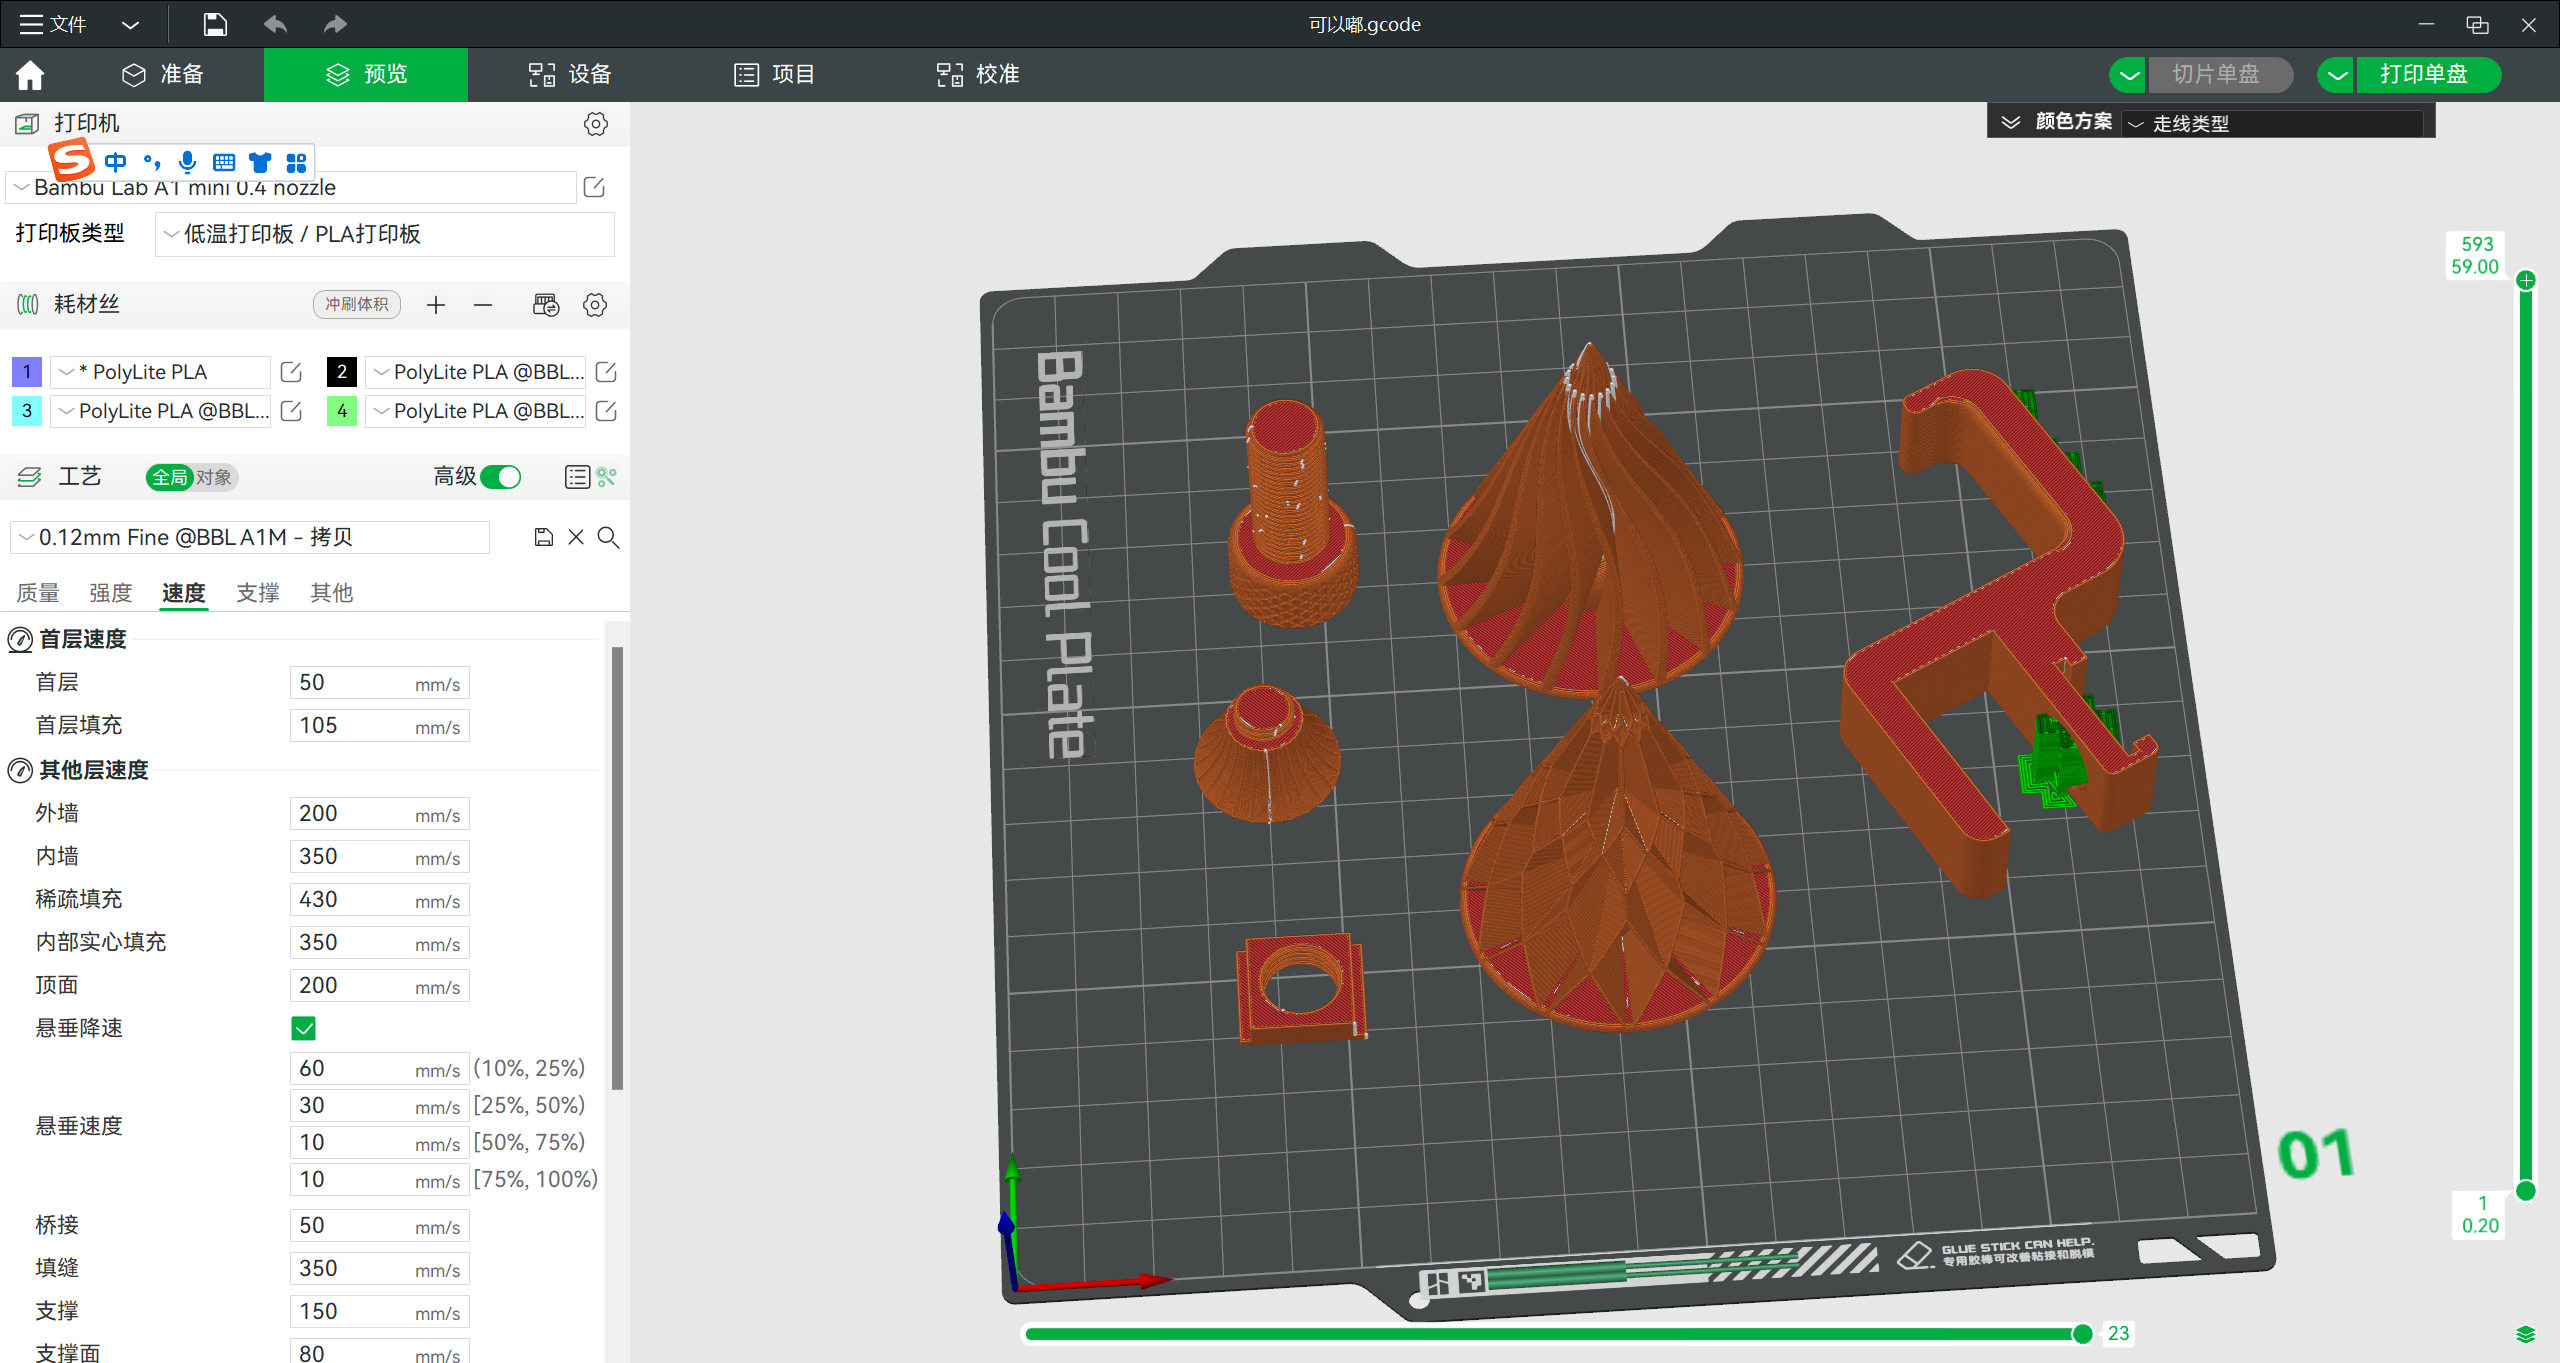 文件
可以嘟.gcode
准备
预览
设备
项目
校准
切片单盘
打印单盘
打印机
中
Bambu Lab A1 mini 0.4 nozzle
打印板类型
低温打印板 / PLA打印板
耗材丝
冲刷体积
1
* PolyLite PLA
2
PolyLite PLA @BBL...
3
PolyLite PLA @BBL...
4
PolyLite PLA @BBL...
工艺
全局
对象
高级
0.12mm Fine @BBL A1M - 拷贝
质量
强度
速度
支撑
其他
首层速度
首层
50 mm/s
首层填充
105 mm/s
其他层速度
外墙
200 mm/s
内墙
350 mm/s
稀疏填充
430 mm/s
内部实心填充
350 mm/s
顶面
200 mm/s
悬垂降速
悬垂速度
60 mm/s (10%, 25%)
30 mm/s [25%, 50%)
10 mm/s [50%, 75%)
10 mm/s [75%, 100%)
桥接
50 mm/s
填缝
350 mm/s
支撑
150 mm/s
支撑面
80 mm/s
颜色方案
走线类型
593
59.00
Bambu Cool Plate
01
1
0.20
GLUE STICK CAN HELP.
专用胶棒可改善粘接和脱模
23